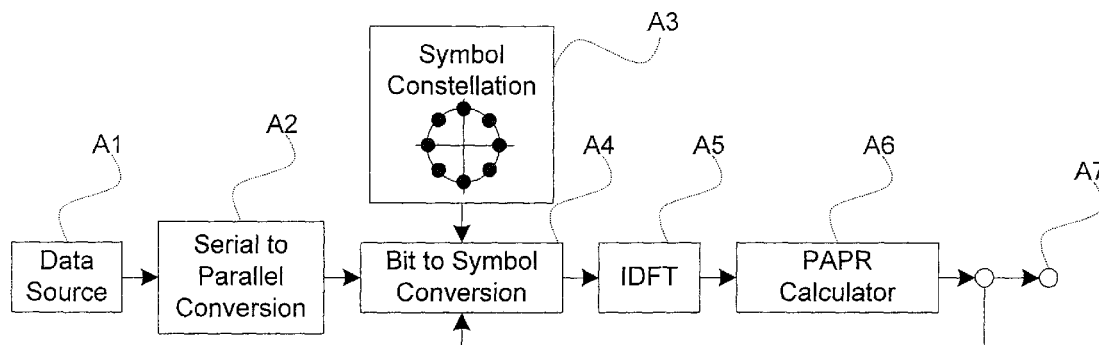 Symbol
Constellation
A3
A1
A2
A4
A5
A6
A7
Data
Source
Serial to
Parallel
Conversion
Bit to Symbol
Conversion
IDFT
PAPR
Calculator